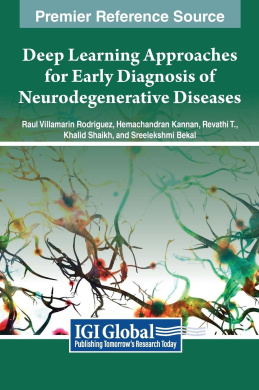 Premier Reference Source
Deep Learning Approaches
for Early Diagnosis of
Neurodegenerative Diseases
Raul Villamarin Rodriguez, Hemachandran Kannan, Revathi T.,
Khalid Shaikh, and Sreelekshmi Bekal
IGI Global
Publishing Tomorrow's Research Today